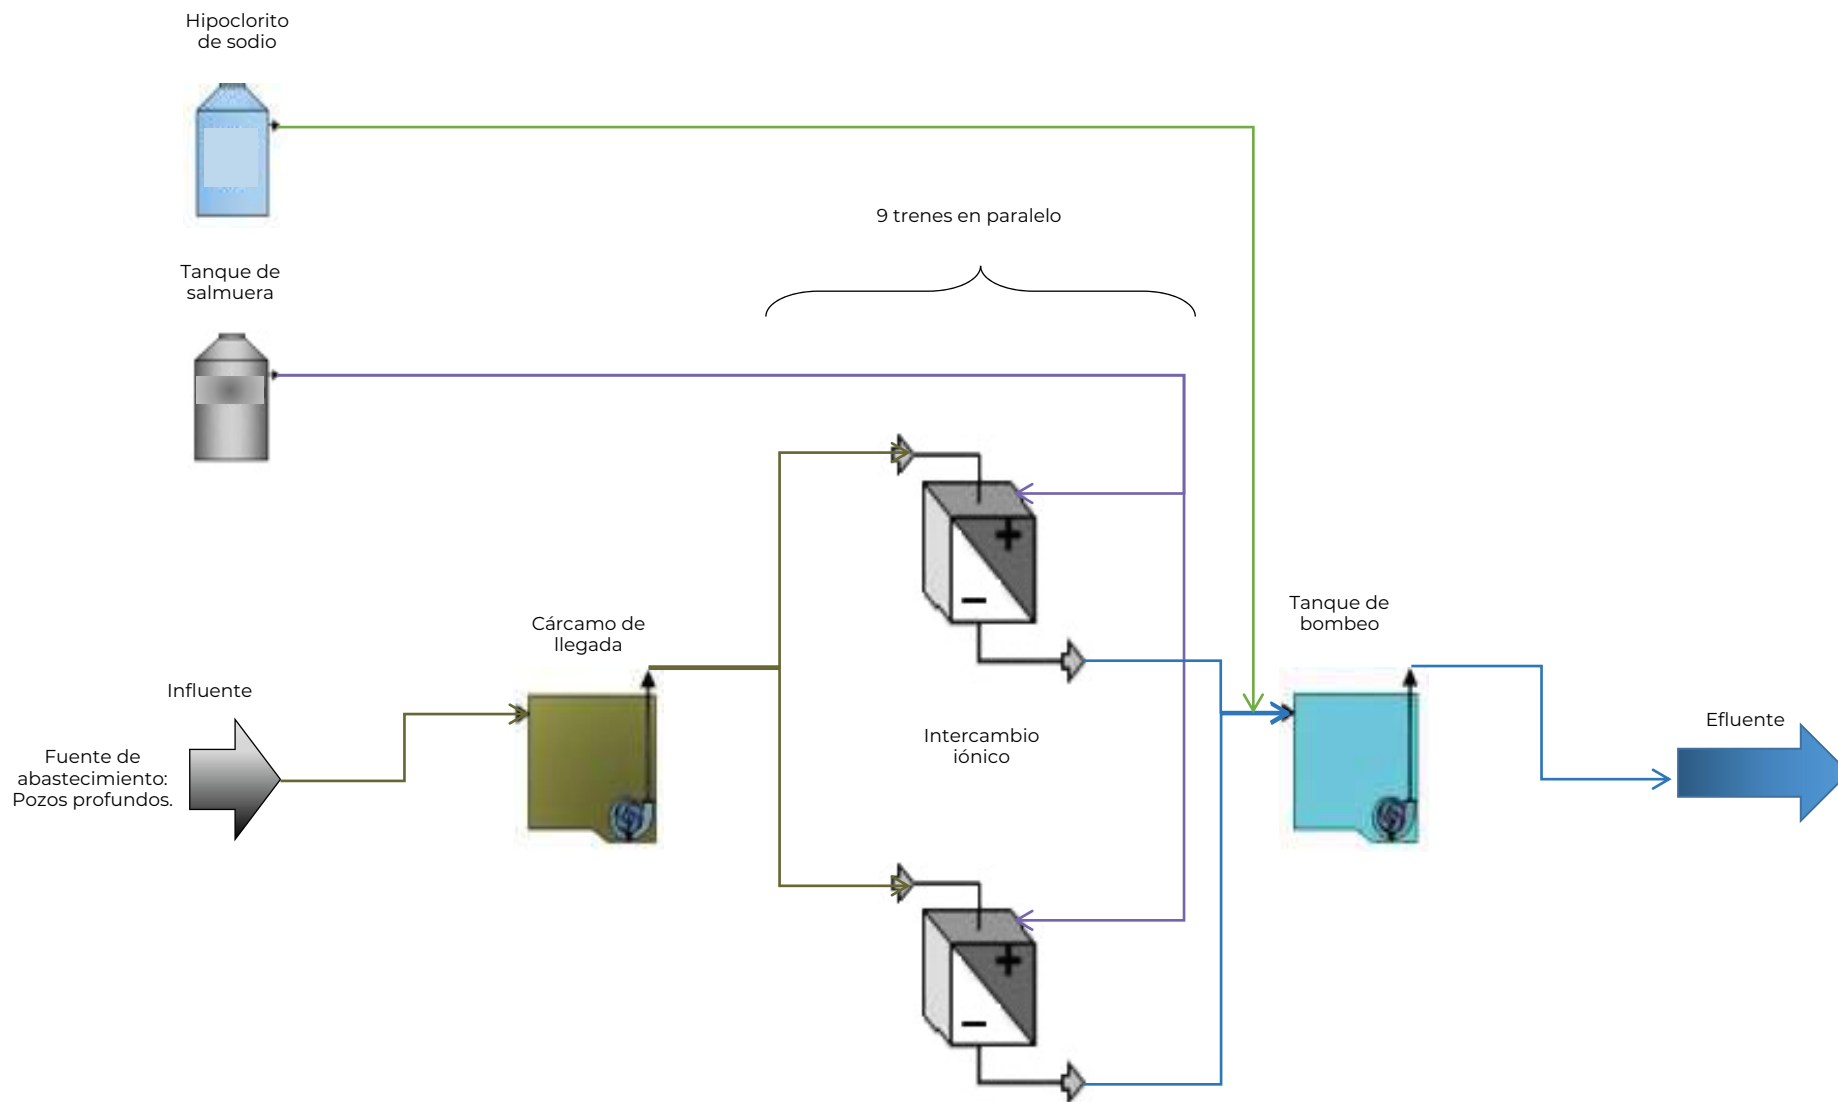 Hipoclorito
de sodio
9 trenes en paralelo
Tanque de
salmuera
Tanque de
bombeo
Cárcamo de
llegada
Influente
Fuente de
abastecimiento:
Pozos profundos.
Intercambio
iónico
Efluente